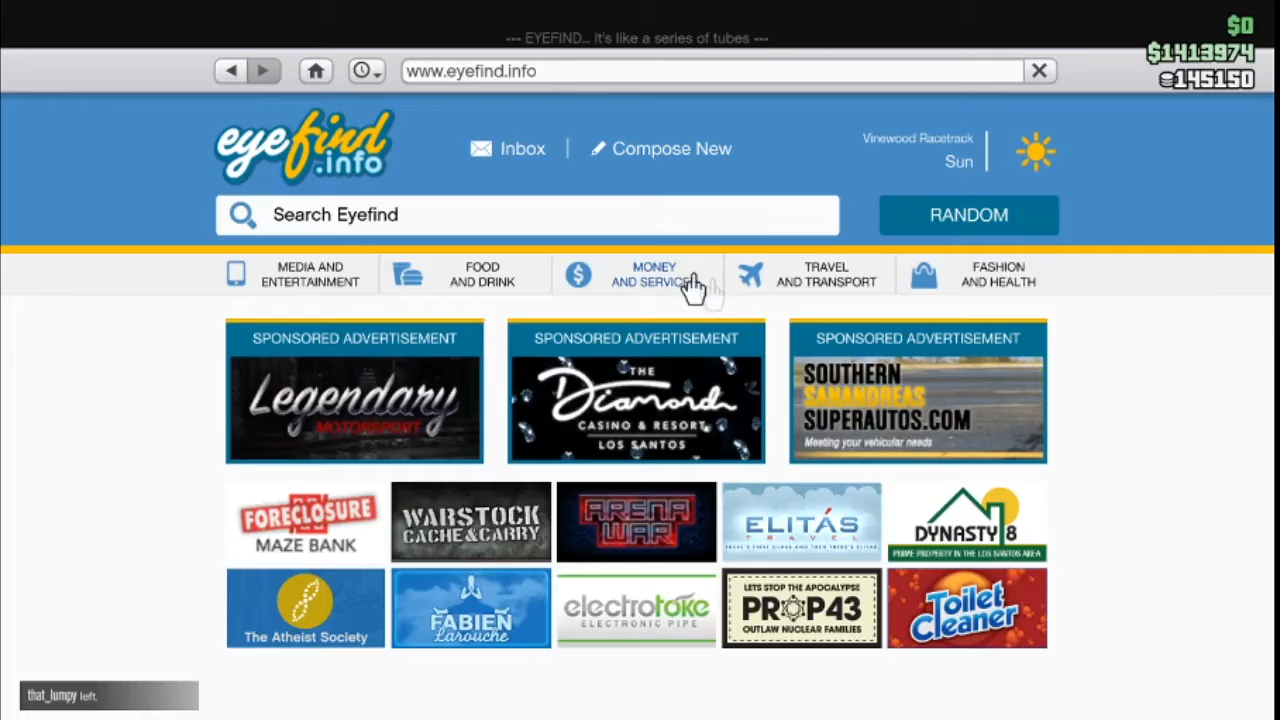 --- EYEFIND... It's like a series of tubes ---
$0
$1413974
145150
www.eyefind.info
eyefind
.info
Inbox
Compose New
Vinewood Racetrack
Sun
Search Eyefind
RANDOM
MEDIA AND
ENTERTAINMENT
FOOD
AND DRINK
MONEY
AND SERVICES
TRAVEL
AND TRANSPORT
FASHION
AND HEALTH
SPONSORED ADVERTISEMENT
Legendary
MOTORSPORT
SPONSORED ADVERTISEMENT
THE
Diamond
CASINO & RESORT
LOS SANTOS
SPONSORED ADVERTISEMENT
SOUTHERN
SAN ANDREAS
SUPERAUTOS.COM
Meeting your vehicular needs
FORECLOSURE
MAZE BANK
WARSTOCK
CACHE & CARRY
ARENA
WAR
ELITÁS
TRAVEL
DYNASTY 8
PRIME PROPERTY IN THE LOS SANTOS AREA
The Atheist Society
FABIEN
Larouche
electrotoke
ELECTRONIC PIPE
LETS STOP THE APOCALYPSE
PROP43
OUTLAW NUCLEAR FAMILIES
Toilet
Cleaner
that_lumpy left.